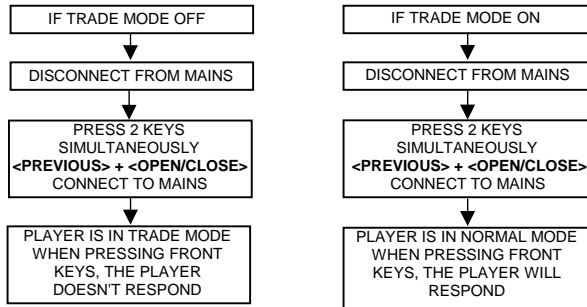 IF TRADE MODE OFF
DISCONNECT FROM MAINS
PRESS 2 KEYS
SIMULTANEOUSLY
<PREVIOUS> + <OPEN/CLOSE>
CONNECT TO MAINS
PLAYER IS IN TRADE MODE
WHEN PRESSING FRONT
KEYS, THE PLAYER
DOESN'T RESPOND
IF TRADE MODE ON
DISCONNECT FROM MAINS
PRESS 2 KEYS
SIMULTANEOUSLY
<PREVIOUS> + <OPEN/CLOSE>
CONNECT TO MAINS
PLAYER IS IN NORMAL MODE
WHEN PRESSING FRONT
KEYS, THE PLAYER WILL
RESPOND